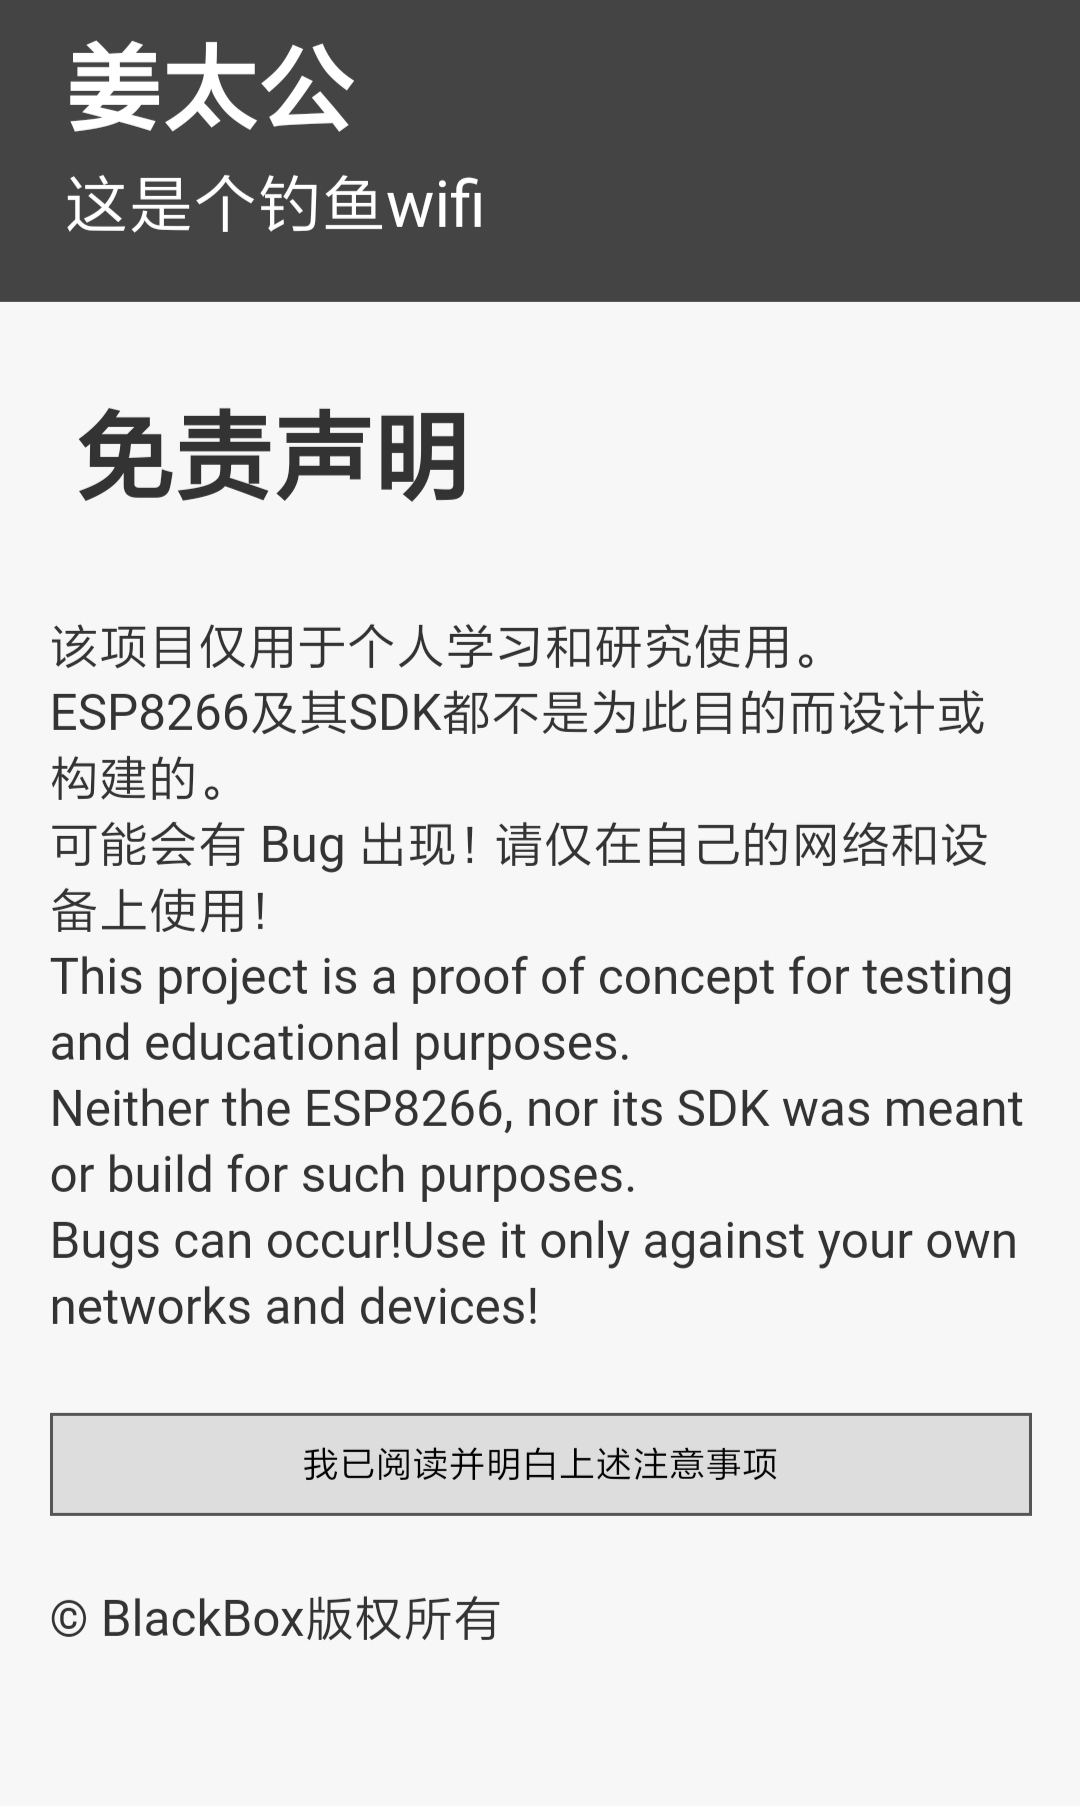 姜太公
这是个钓鱼wifi
免责声明
该项目仅用于个人学习和研究使用。
ESP8266及其SDK都不是为此目的而设计或
构建的。
可能会有 Bug 出现！请仅在自己的网络和设
备上使用！
This project is a proof of concept for testing
and educational purposes.
Neither the ESP8266, nor its SDK was meant
or build for such purposes.
Bugs can occur!Use it only against your own
networks and devices!
我已阅读并明白上述注意事项
© BlackBox版权所有